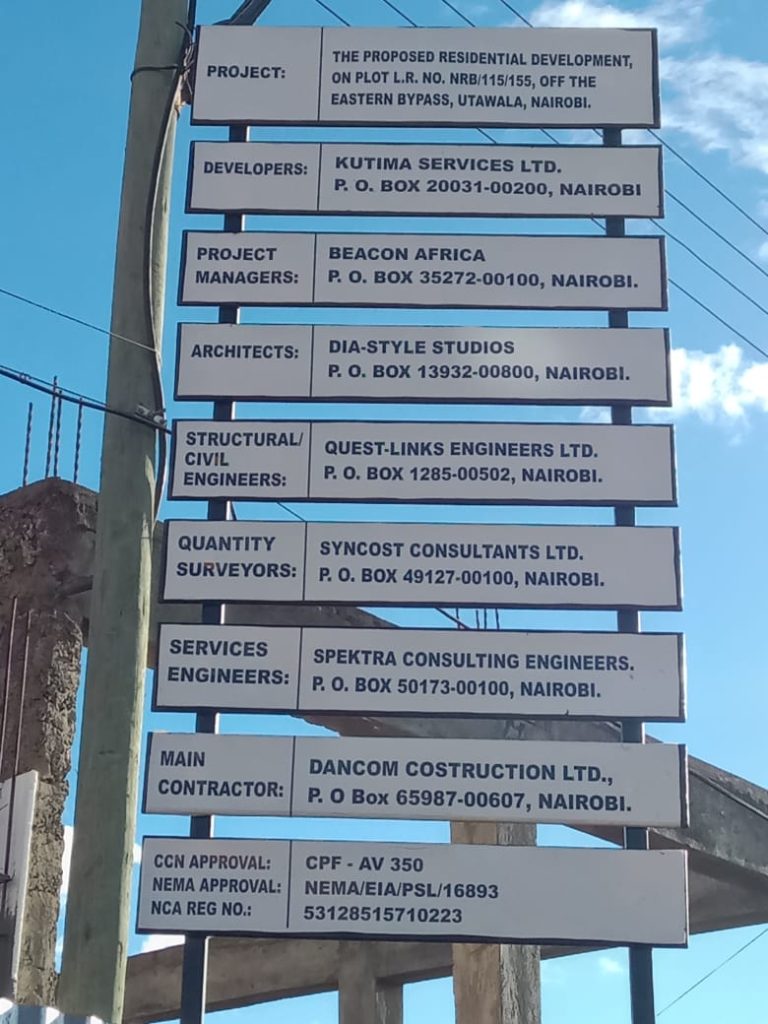 PROJECT:
THE PROPOSED RESIDENTIAL DEVELOPMENT,
ON PLOT L.R. NO. NRB/115/155, OFF THE
EASTERN BYPASS, UTAWALA, NAIROBI.
DEVELOPERS:
KUTIMA SERVICES LTD.
P. O. BOX 20031-00200, NAIROBI
PROJECT
MANAGERS:
BEACON AFRICA
P. O. BOX 35272-00100, NAIROBI.
ARCHITECTS:
DIA-STYLE STUDIOS
P. O. BOX 13932-00800, NAIROBI.
STRUCTURAL/
CIVIL
ENGINEERS:
QUEST-LINKS ENGINEERS LTD.
P. O. BOX 1285-00502, NAIROBI.
QUANTITY
SURVEYORS:
SYNCOST CONSULTANTS LTD.
P. O. BOX 49127-00100, NAIROBI.
SERVICES
ENGINEERS:
SPEKTRA CONSULTING ENGINEERS.
P. O. BOX 50173-00100, NAIROBI.
MAIN
CONTRACTOR:
DANCOM COSTRUCTION LTD.,
P. O Box 65987-00607, NAIROBI.
CCN APPROVAL: CPF - AV 350
NEMA APPROVAL: NEMA/EIA/PSL/16893
NCA REG NO.: 53128515710223